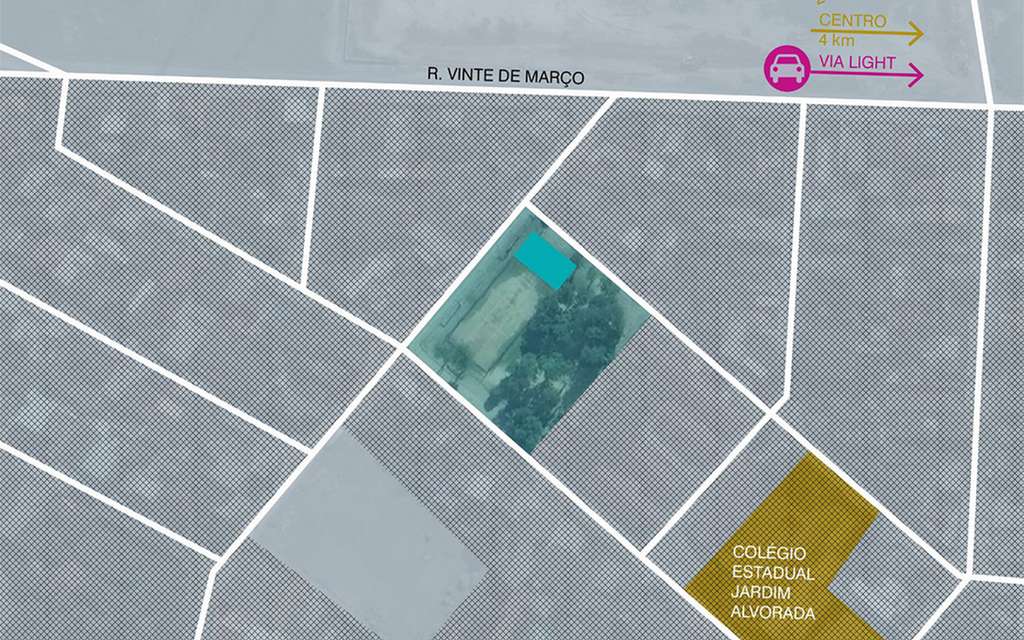 CENTRO
4 km
VIA LIGHT
R. VINTE DE MARÇO
COLÉGIO
ESTADUAL
JARDIM
ALVORADA